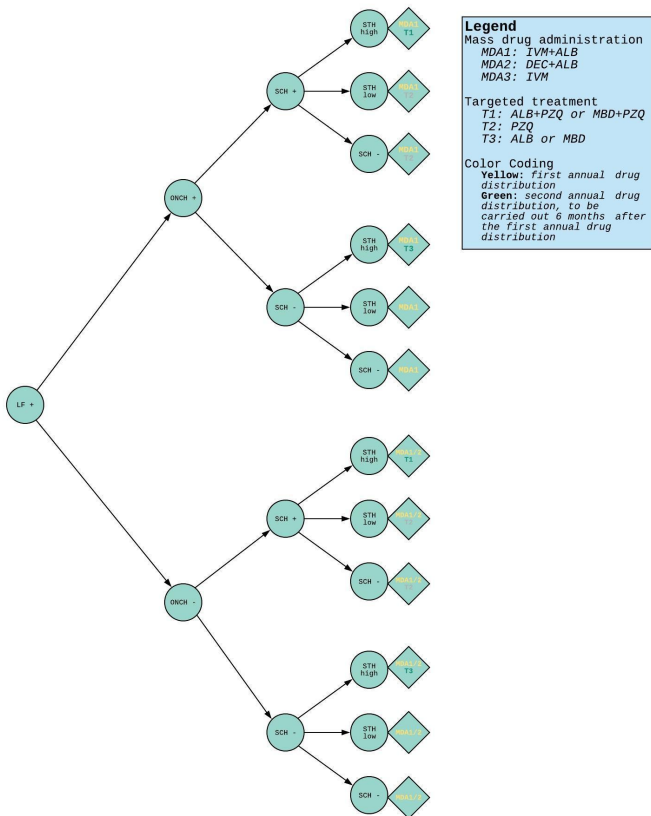 STH
high
MDA1
T1
SCH +
STH
low
MDA1
SCH -
MDA1
T2
ONCH +
STH
high
MDA1
T3
SCH -
STH
low
MDA1
SCH -
MDA1
LF +
STH
high
MDA1/2
T1
SCH +
STH
low
MDA1/2
SCH -
MDA1/2
ONCH -
STH
high
MDA1/2
T3
SCH -
STH
low
MDA1/2
SCH -
MDA1/2
Legend
Mass drug administration
MDA1: IVM+ALB
MDA2: DEC+ALB
MDA3: IVM
Targeted treatment
T1: ALB+PZQ or MBD+PZQ
T2: PZQ
T3: ALB or MBD
Color Coding
Yellow: first annual drug
distribution
Green: second annual drug
distribution, to be
carried out 6 months after
the first annual drug
distribution